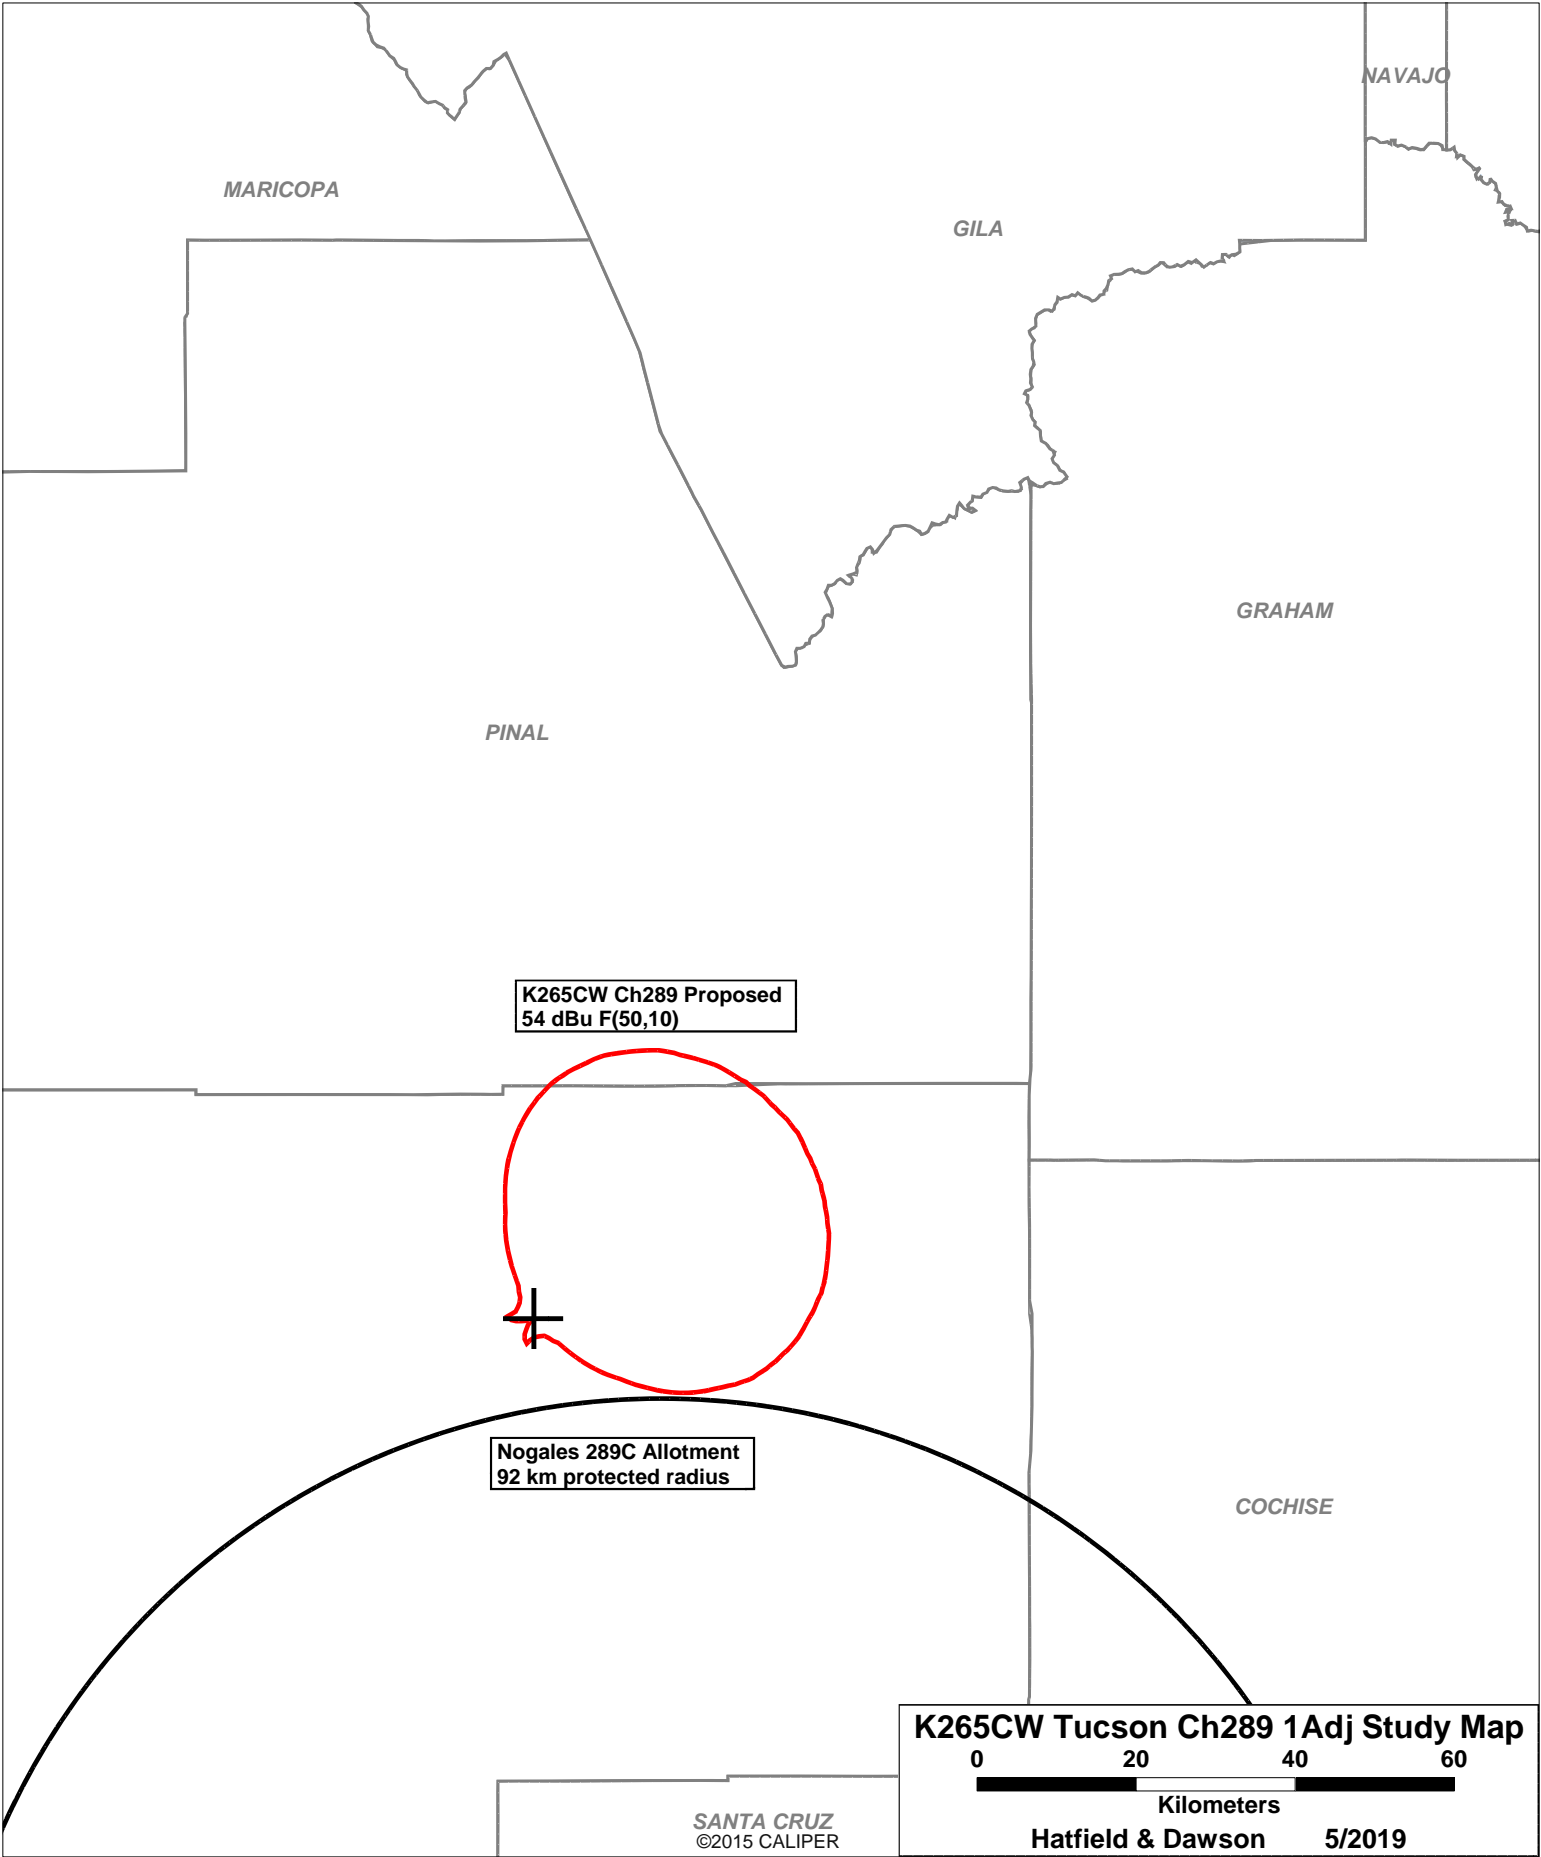 NAVAJO
MARICOPA
GILA
GRAHAM
PINAL
K265CW Ch289 Proposed
54 dBu F(50,10)
Nogales 289C Allotment
92 km protected radius
COCHISE
K265CW Tucson Ch289 1Adj Study Map
0 20 40 60
Kilometers
Hatfield & Dawson 5/2019
SANTA CRUZ
©2015 CALIPER